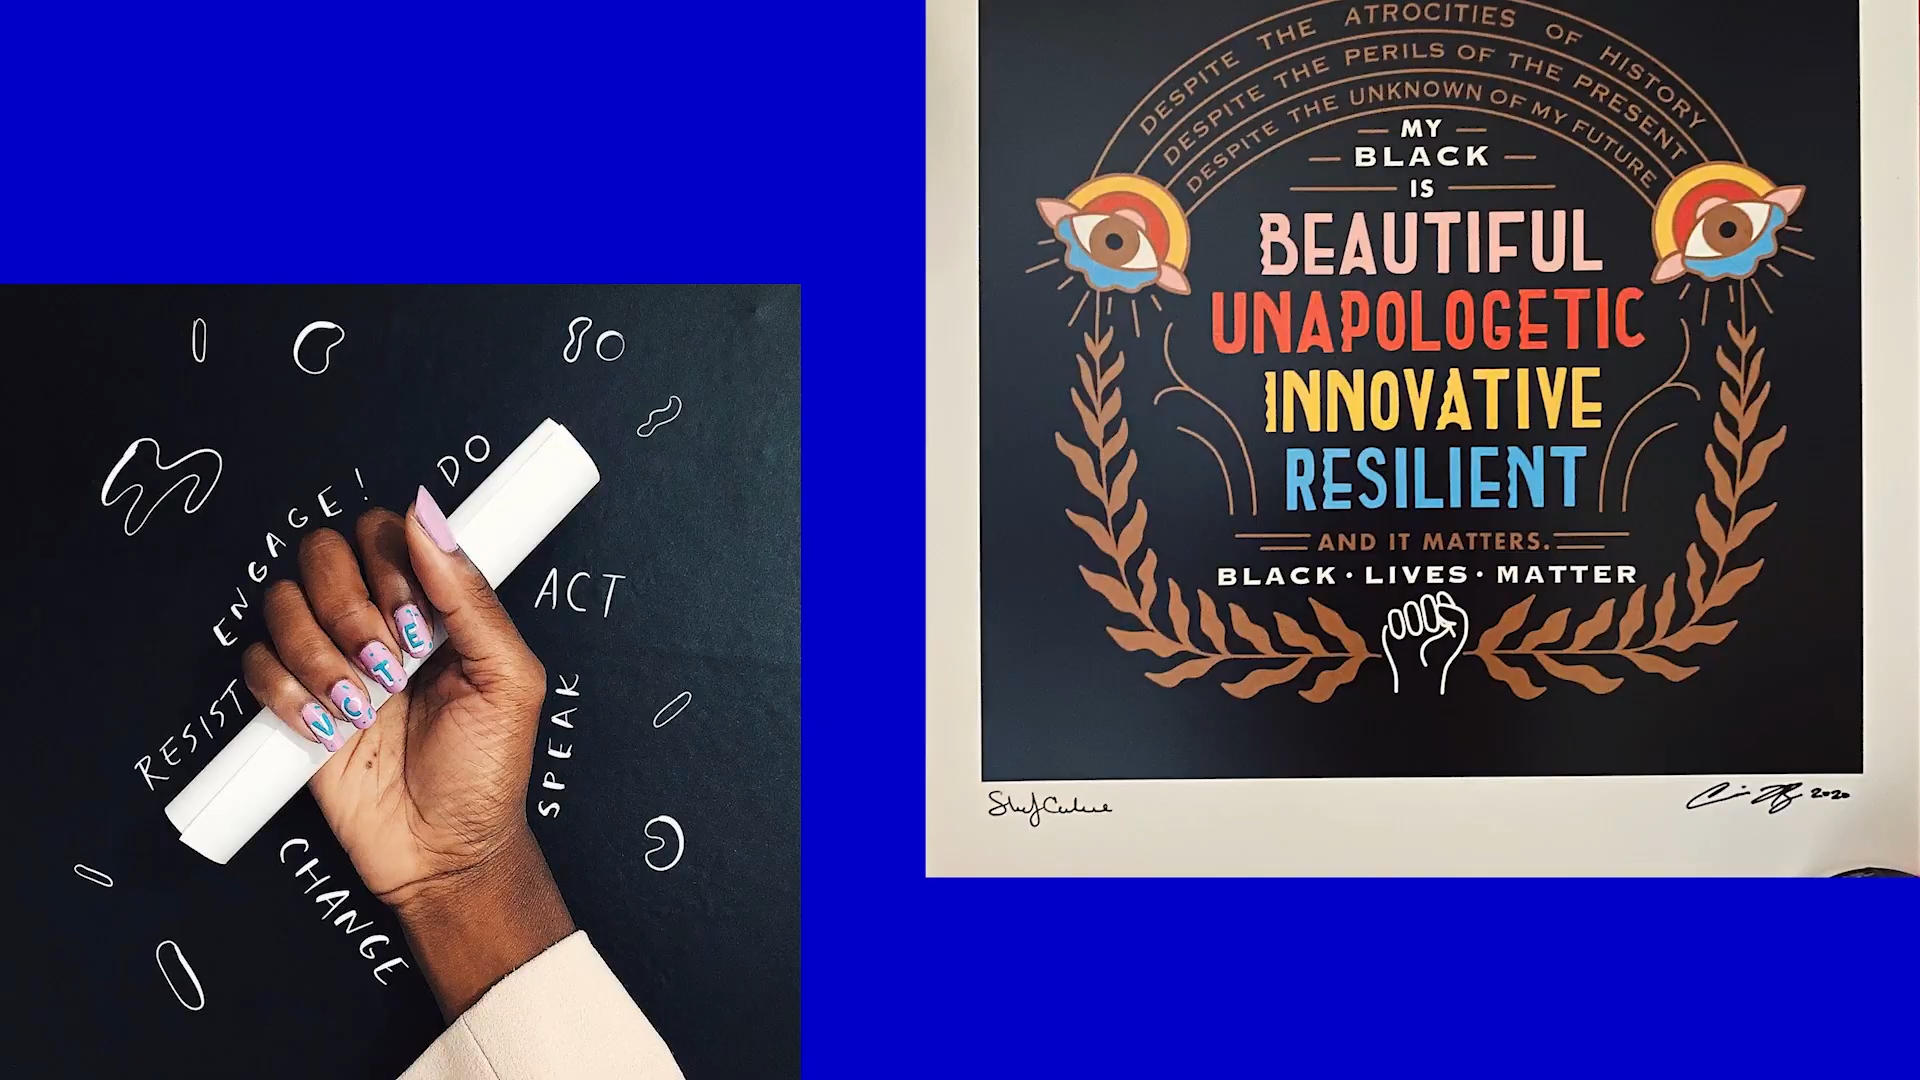 DESPITE THE ATROCITIES OF HISTORY
DESPITE THE PERILS OF THE PRESENT
DESPITE THE UNKNOWN OF MY FUTURE
MY
BLACK
IS
BEAUTIFUL
UNAPOLOGETIC
INNOVATIVE
RESILIENT
AND IT MATTERS.
BLACK · LIVES · MATTER
2020
RESIST
ENGAGE!
DO
ACT
SPEAK
CHANGE
V C T E